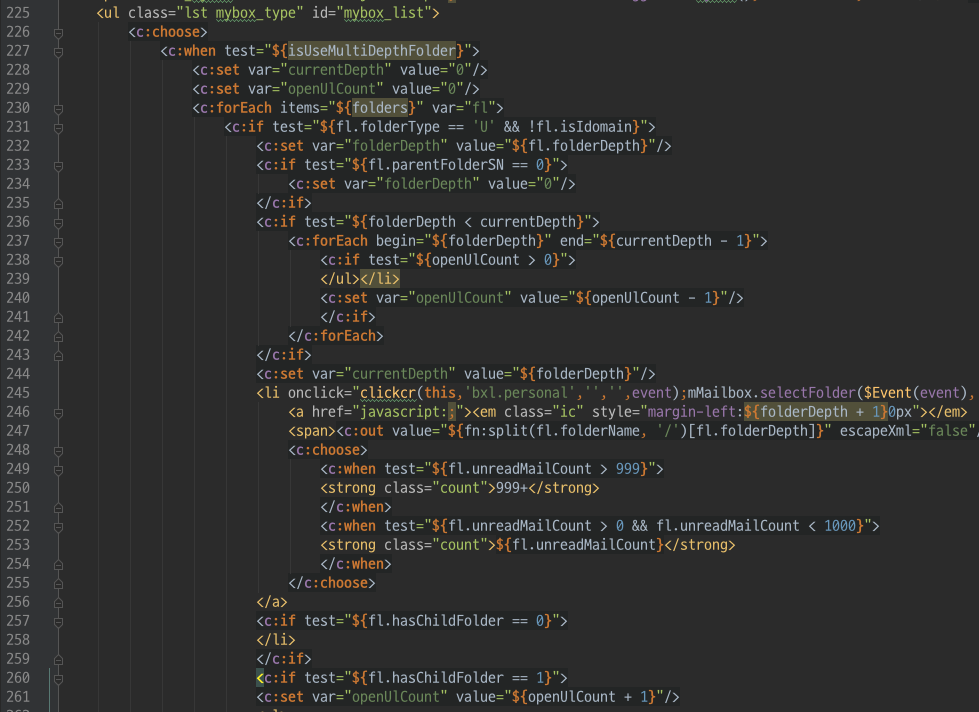 225 <ul class="lst mybox_type" id="mybox_list">
226 <c:choose>
227 <c:when test="${isUseMultiDepthFolder}">
228 <c:set var="currentDepth" value="0"/>
229 <c:set var="openUlCount" value="0"/>
230 <c:forEach items="${folders}" var="fl">
231 <c:if test="${fl.folderType == 'U' && !fl.isIdomain}">
232 <c:set var="folderDepth" value="${fl.folderDepth}"/>
233 <c:if test="${fl.parentFolderSN == 0}">
234 <c:set var="folderDepth" value="0"/>
235 </c:if>
236 <c:if test="${folderDepth < currentDepth}">
237 <c:forEach begin="${folderDepth}" end="${currentDepth - 1}">
238 <c:if test="${openUlCount > 0}">
239 </ul></li>
240 <c:set var="openUlCount" value="${openUlCount - 1}"/>
241 </c:if>
242 </c:forEach>
243 </c:if>
244 <c:set var="currentDepth" value="${folderDepth}"/>
245 <li onclick="clickcr(this,'bxl.personal','','',event);mMailbox.selectFolder($Event(event),
246 <a href="javascript:;"><em class="ic" style="margin-left:${folderDepth + 1}0px"></em>
247 <span><c:out value="${fn:split(fl.folderName, '/')[fl.folderDepth]}" escapeXml="false"/
248 <c:choose>
249 <c:when test="${fl.unreadMailCount > 999}">
250 <strong class="count">999+</strong>
251 </c:when>
252 <c:when test="${fl.unreadMailCount > 0 && fl.unreadMailCount < 1000}">
253 <strong class="count">${fl.unreadMailCount}</strong>
254 </c:when>
255 </c:choose>
256 </a>
257 <c:if test="${fl.hasChildFolder == 0}">
258 </li>
259 </c:if>
260 <c:if test="${fl.hasChildFolder == 1}">
261 <c:set var="openUlCount" value="${openUlCount + 1}"/>